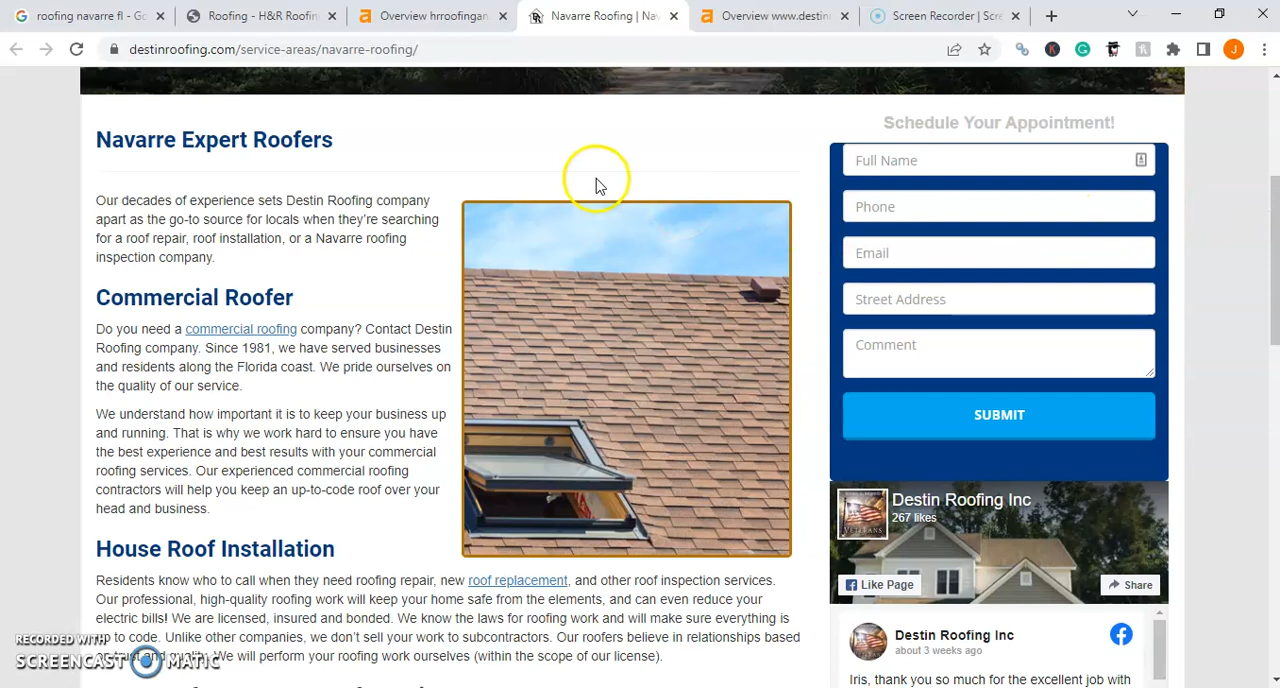 roofing navarre fl - Go
Roofing - H&R Roofin
Overview hrroofingan
Navarre Roofing | Nav
Overview www.destin
Screen Recorder | Scre
destinroofing.com/service-areas/navarre-roofing/
J
Navarre Expert Roofers
Our decades of experience sets Destin Roofing company
apart as the go-to source for locals when they're searching
for a roof repair, roof installation, or a Navarre roofing
inspection company.
Commercial Roofer
Do you need a commercial roofing company? Contact Destin
Roofing company. Since 1981, we have served businesses
and residents along the Florida coast. We pride ourselves on
the quality of our service.
We understand how important it is to keep your business up
and running. That is why we work hard to ensure you have
the best experience and best results with your commercial
roofing services. Our experienced commercial roofing
contractors will help you keep an up-to-code roof over your
head and business.
House Roof Installation
Residents know who to call when they need roofing repair, new roof replacement, and other roof inspection services.
Our professional, high-quality roofing work will keep your home safe from the elements, and can even reduce your
electric bills! We are licensed, insured and bonded. We know the laws for roofing work and will make sure everything is
up to code. Unlike other companies, we don't sell your work to subcontractors. Our roofers believe in relationships based
We will perform your roofing work ourselves (within the scope of our license).
Schedule Your Appointment!
Full Name
Phone
Email
Street Address
Comment
SUBMIT
Destin Roofing Inc
267 likes
VETERANS
Like Page
Share
Destin Roofing Inc
about 3 weeks ago
Iris, thank you so much for the excellent job with
RECORDED WITH
SCREENCAST MATIC